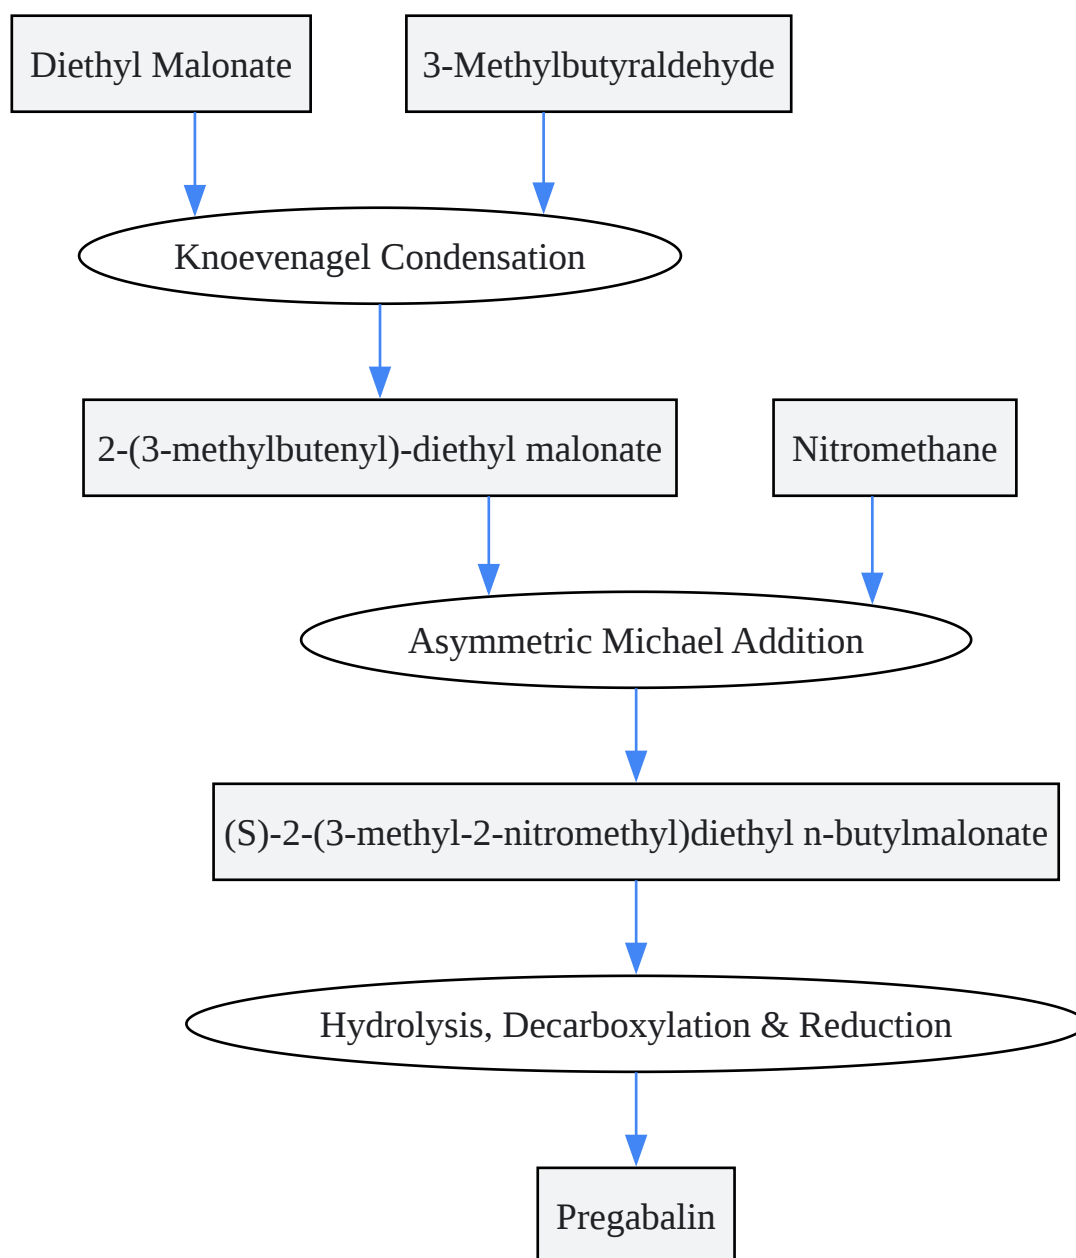 Diethyl Malonate
3-Methylbutyraldehyde
Knoevenagel Condensation
2-(3-methylbutenyl)-diethyl malonate
Nitromethane
Asymmetric Michael Addition
(S)-2-(3-methyl-2-nitromethyl)diethyl n-butylmalonate
Hydrolysis, Decarboxylation & Reduction
Pregabalin